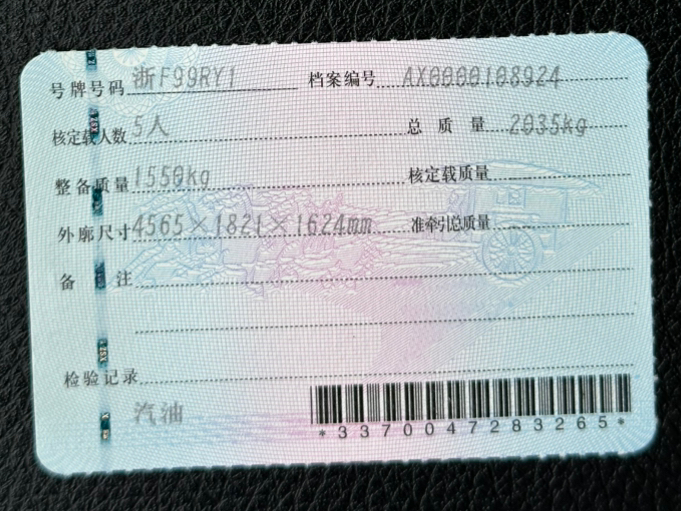 号牌号码 浙F99RY1 档案编号 AX0000108924
核定载人数 5人 总质量 2035kg
整备质量 1550kg 核定载质量
外廓尺寸 4565×1821×1624mm 准牵引总质量
备注
检验记录
汽油
*3370047283265*